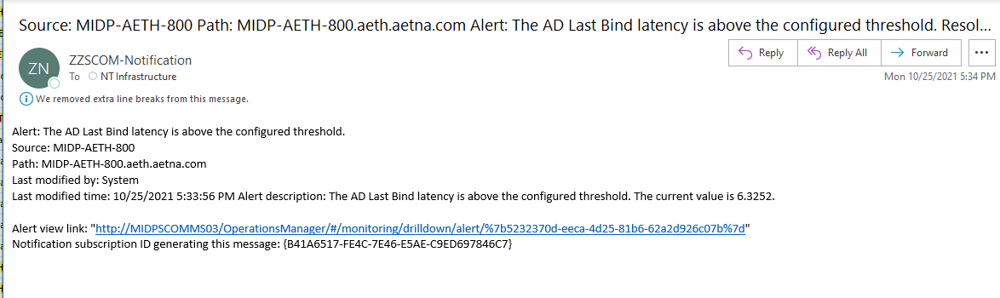 Source: MIDP-AETH-800 Path: MIDP-AETH-800.aeth.aetna.com Alert: The AD Last Bind latency is above the configured threshold. Resol...
ZN
ZZSCOM-Notification
To NT Infrastructure
Reply
Reply All
Forward
...
Mon 10/25/2021 5:34 PM
We removed extra line breaks from this message.
Alert: The AD Last Bind latency is above the configured threshold.
Source: MIDP-AETH-800
Path: MIDP-AETH-800.aeth.aetna.com
Last modified by: System
Last modified time: 10/25/2021 5:33:56 PM Alert description: The AD Last Bind latency is above the configured threshold. The current value is 6.3252.
Alert view link: "http://MIDPSCOMMS03/OperationsManager/#/monitoring/drilldown/alert/%7b5232370d-eeca-4d25-81b6-62a2d926c07b%7d"
Notification subscription ID generating this message: {B41A6517-FE4C-7E46-E5AE-C9ED697846C7}